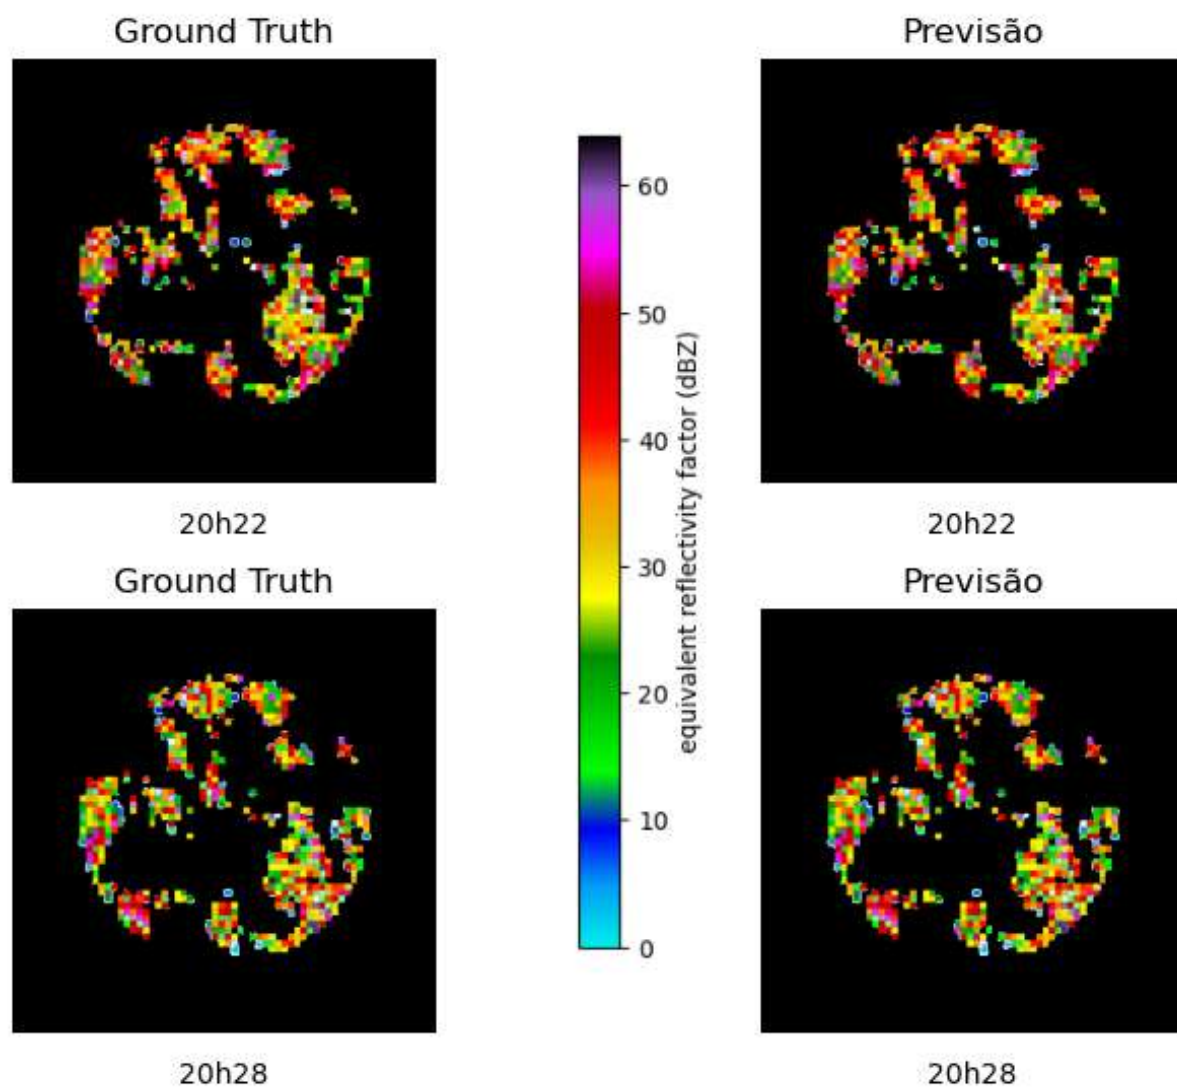 Ground Truth
Previsão
60
50
40
30
20
10
0
equivalent reflectivity factor (dBZ)
20h22
20h22
Ground Truth
Previsão
20h28
20h28